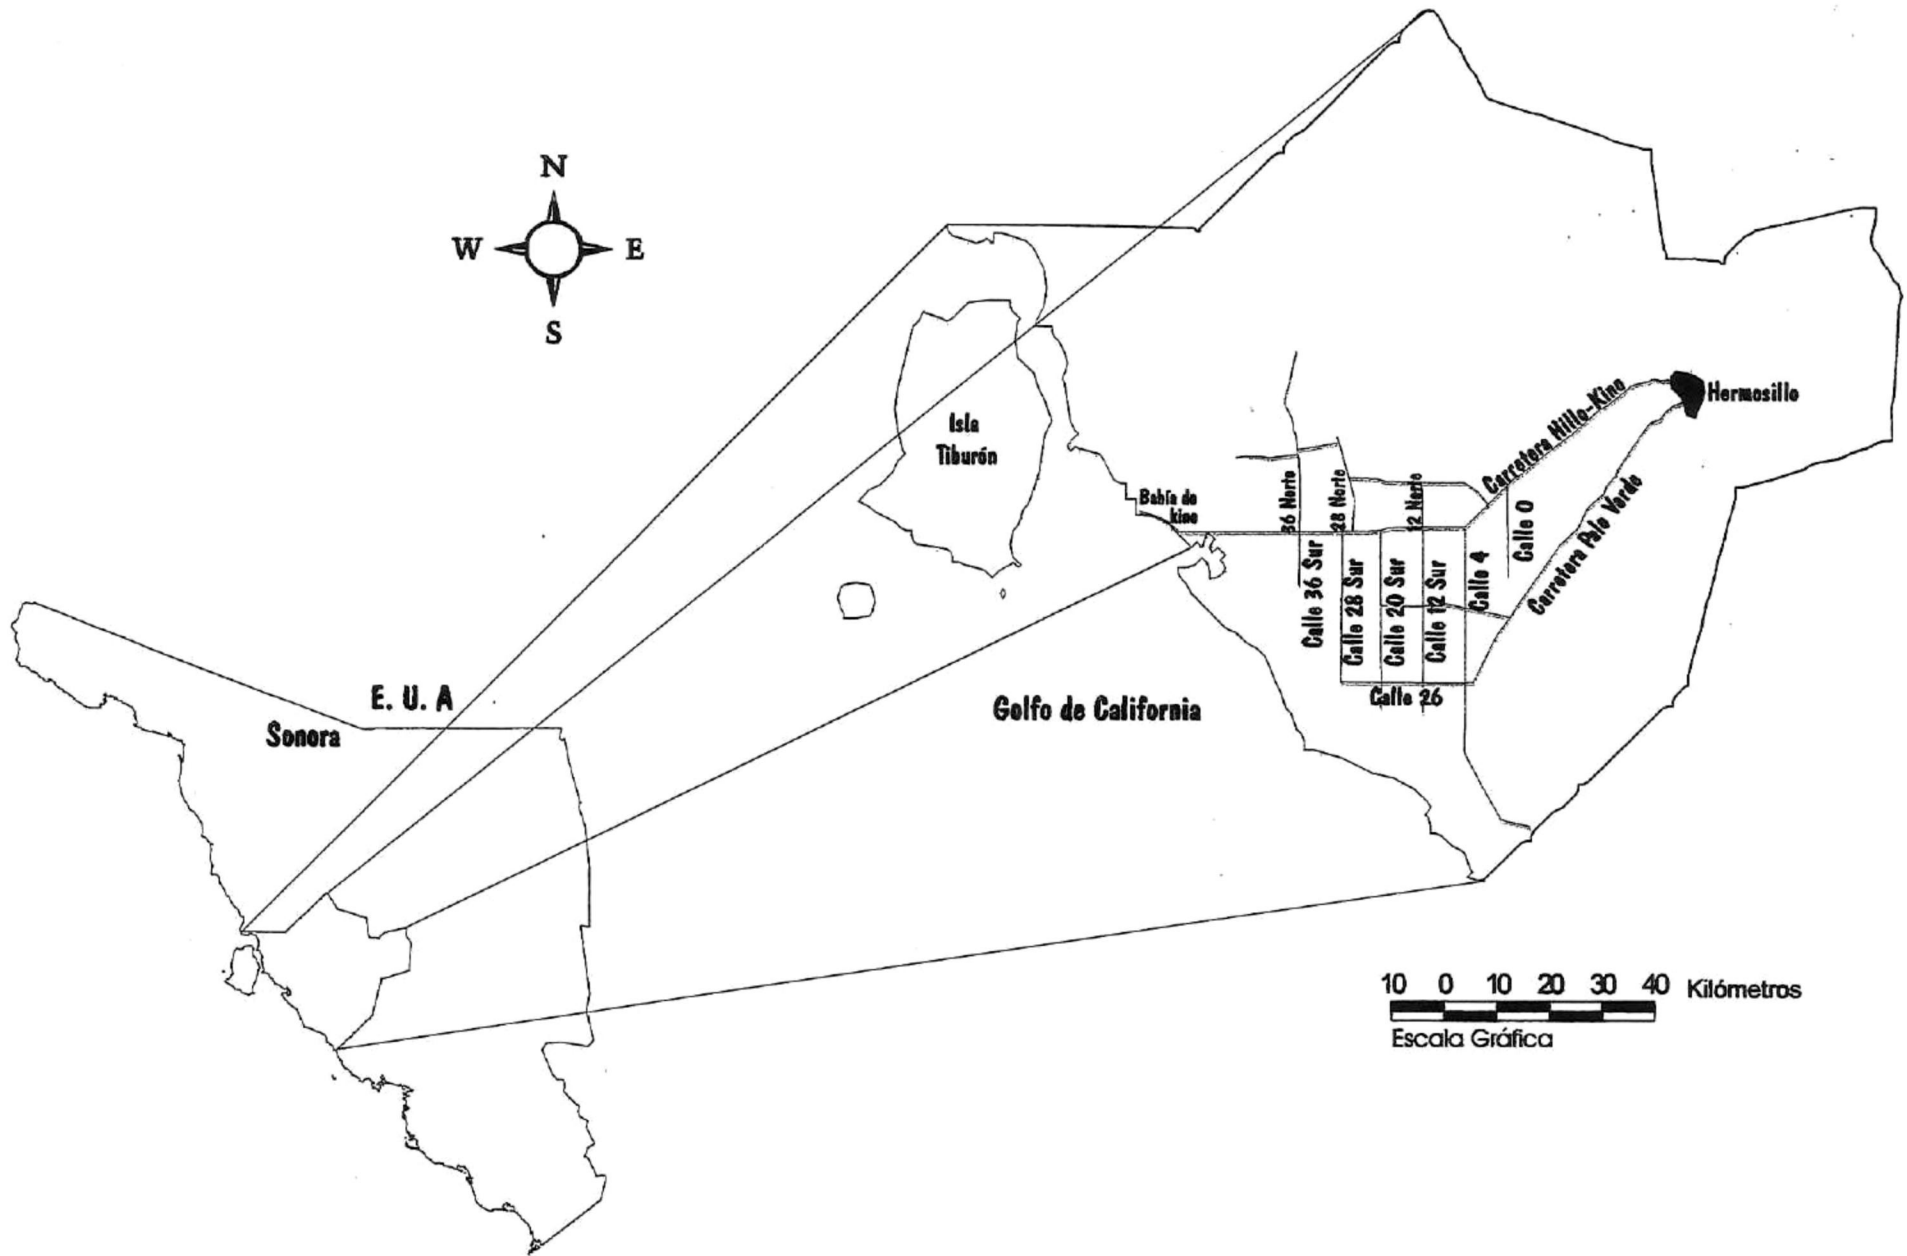 N
W
E
S
Isla
Tiburón
Bahía de
kino
36 Norte
28 Norte
12 Norte
Carretera Hillo-Kino
Hermosillo
Calle 0
Carretera Palo Verde
Calle 36 Sur
Calle 28 Sur
Calle 20 Sur
Calle 12 Sur
Calle 4
Calle 26
E. U. A
Sonora
Golfo de California
10 0 10 20 30 40 Kilómetros
Escala Gráfica